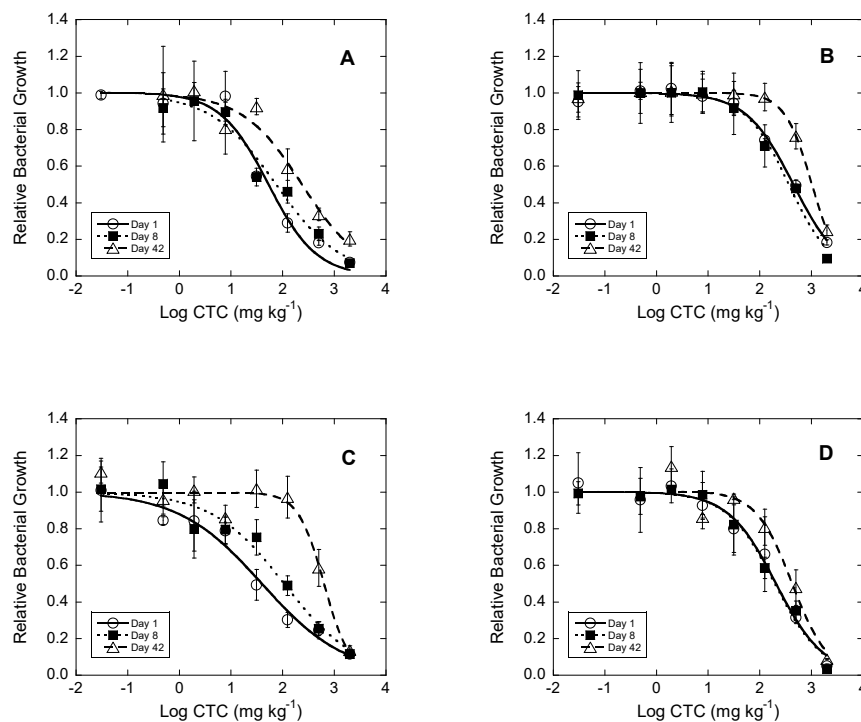 1.4
1.2
1.0
0.8
0.6
0.4
0.2
0.0
Relative Bacterial Growth
A
Day 1
Day 8
Day 42
-2 -1 0 1 2 3 4
Log CTC (mg kg⁻¹)
1.4
1.2
1.0
0.8
0.6
0.4
0.2
0.0
Relative Bacterial Growth
B
Day 1
Day 8
Day 42
-2 -1 0 1 2 3 4
Log CTC (mg kg⁻¹)
1.4
1.2
1.0
0.8
0.6
0.4
0.2
0.0
Relative Bacterial Growth
C
Day 1
Day 8
Day 42
-2 -1 0 1 2 3 4
Log CTC (mg kg⁻¹)
1.4
1.2
1.0
0.8
0.6
0.4
0.2
0.0
Relative Bacterial Growth
D
Day 1
Day 8
Day 42
-2 -1 0 1 2 3 4
Log CTC (mg kg⁻¹)